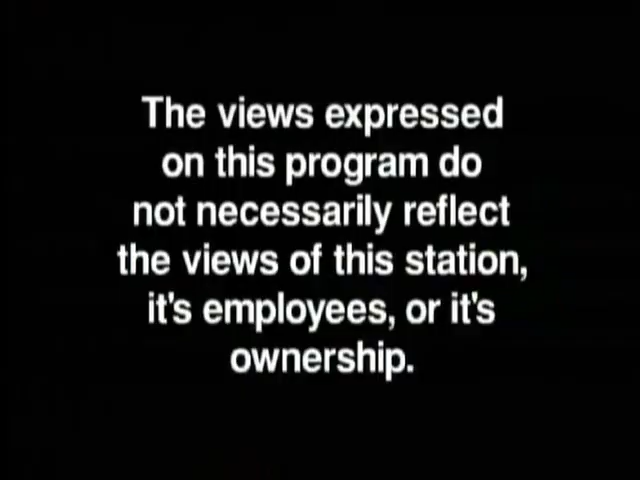 The views expressed
on this program do
not necessarily reflect
the views of this station,
it's employees, or it's
ownership.